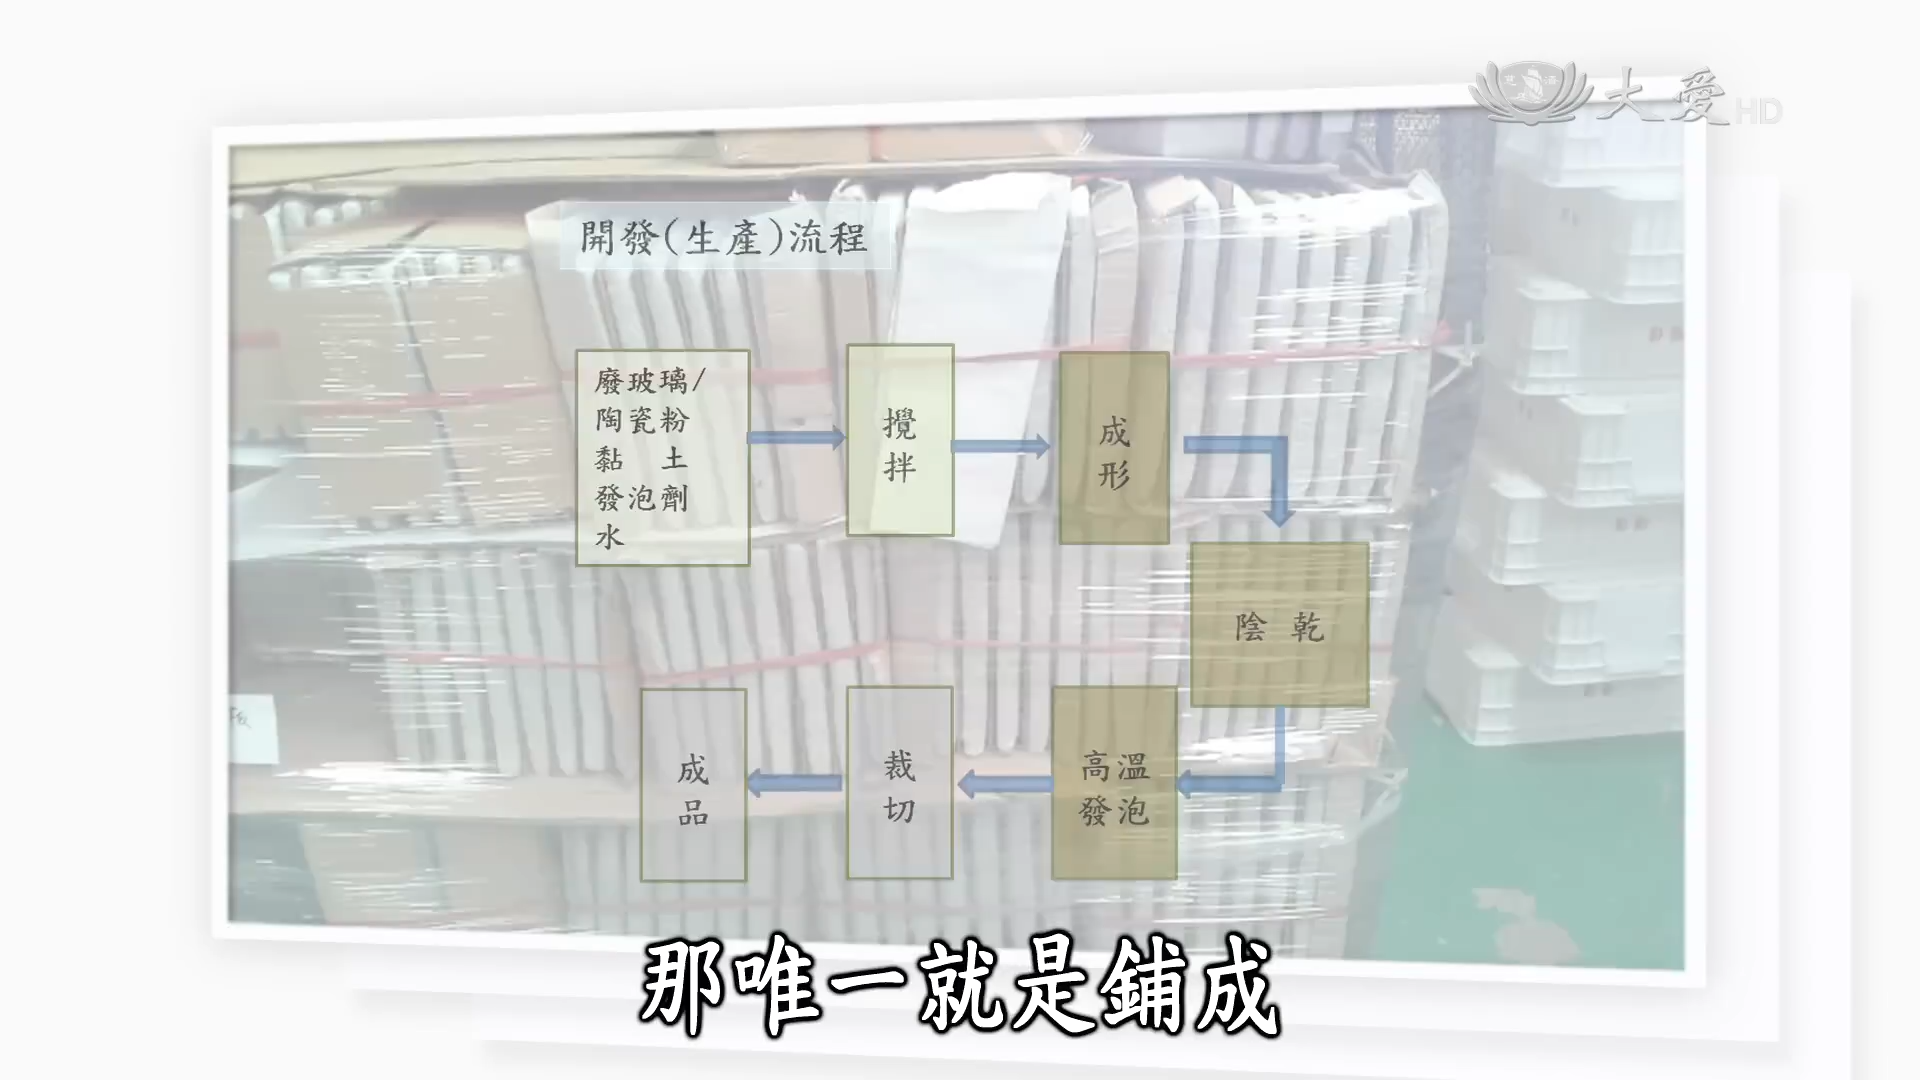 大愛HD
開發(生產)流程
廢玻璃/
陶瓷粉
黏 土
發泡劑
水
攪
拌
成
形
陰 乾
高溫
發泡
裁
切
成
品
那唯一就是鋪成